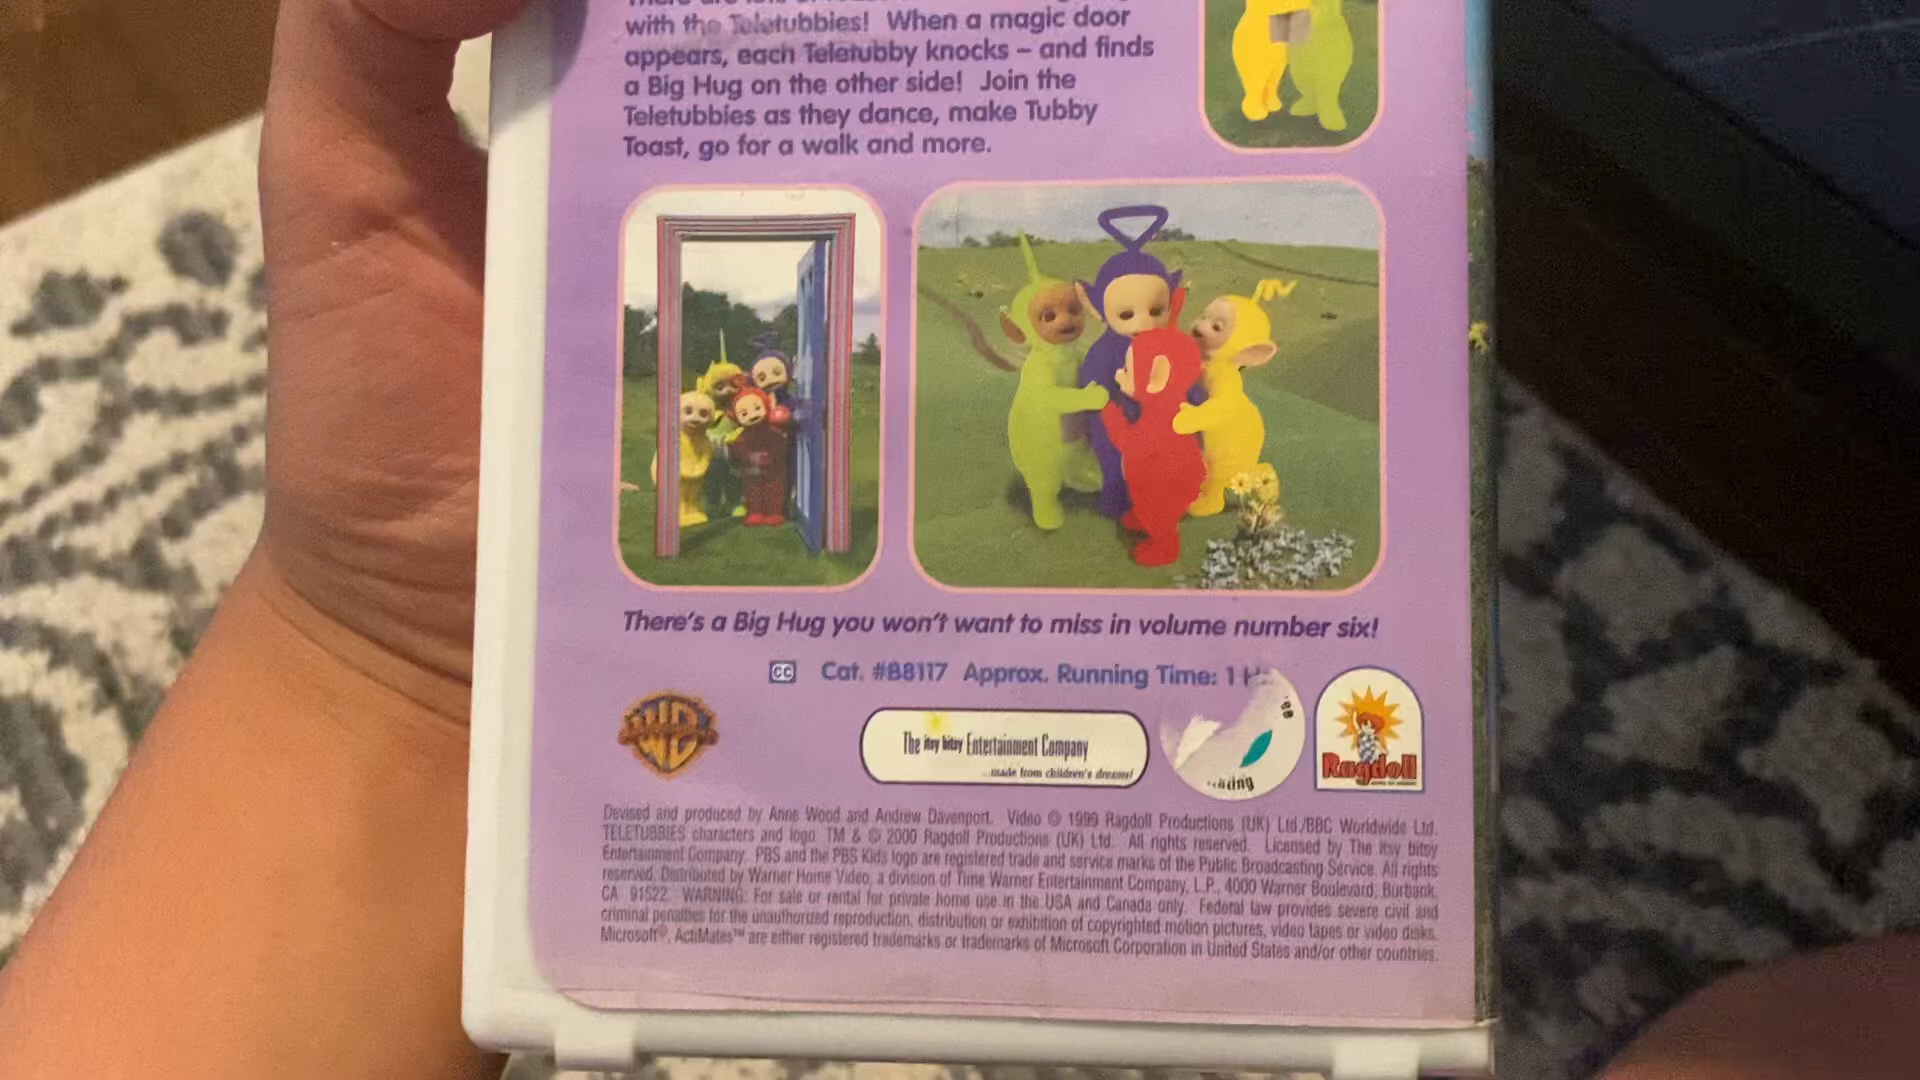 with the Teletubbies! When a magic door
appears, each Teletubby knocks – and finds
a Big Hug on the other side! Join the
Teletubbies as they dance, make Tubby
Toast, go for a walk and more.
There's a Big Hug you won't want to miss in volume number six!
CC Cat. #B8117 Approx. Running Time: 1
WB
The itsy bitsy Entertainment Company
...made from children's dreams!
Ragdoll
Devised and produced by Anne Wood and Andrew Davenport. Video © 1999 Ragdoll Productions (UK) Ltd./BBC Worldwide Ltd.
TELETUBBIES characters and logo TM & © 2000 Ragdoll Productions (UK) Ltd. All rights reserved. Licensed by The itsy bitsy
Entertainment Company. PBS and the PBS Kids logo are registered trade and service marks of the Public Broadcasting Service. All rights
reserved. Distributed by Warner Home Video, a division of Time Warner Entertainment Company, L.P., 4000 Warner Boulevard, Burbank,
CA 91522. WARNING: For sale or rental for private home use in the USA and Canada only. Federal law provides severe civil and
criminal penalties for the unauthorized reproduction, distribution or exhibition of copyrighted motion pictures, video tapes or video disks.
Microsoft®, ActiMates™ are either registered trademarks or trademarks of Microsoft Corporation in United States and/or other countries.